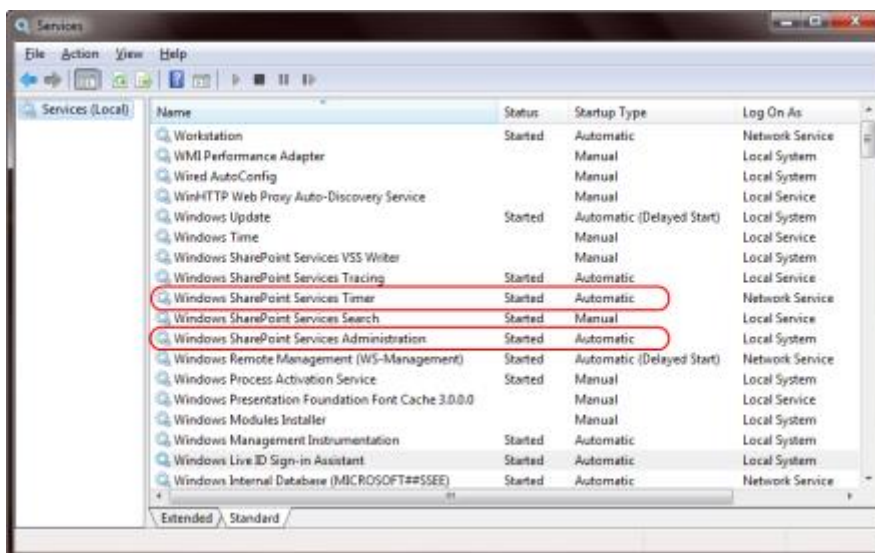 Services
File Action View Help
Services (Local)
Name Status Startup Type Log On As
Workstation Started Automatic Network Service
WMI Performance Adapter Manual Local System
Wired AutoConfig Manual Local System
WinHTTP Web Proxy Auto-Discovery Service Manual Local Service
Windows Update Started Automatic (Delayed Start) Local System
Windows Time Manual Local Service
Windows SharePoint Services VSS Writer Manual Local System
Windows SharePoint Services Tracing Started Automatic Local Service
Windows SharePoint Services Timer Started Automatic Network Service
Windows SharePoint Services Search Started Manual Local Service
Windows SharePoint Services Administration Started Automatic Local System
Windows Remote Management (WS-Management) Started Automatic (Delayed Start) Network Service
Windows Process Activation Service Started Manual Local System
Windows Presentation Foundation Font Cache 3.0.0.0 Manual Local Service
Windows Modules Installer Manual Local System
Windows Management Instrumentation Started Automatic Local System
Windows Live ID Sign-in Assistant Started Automatic Local System
Windows Internal Database (MICROSOFT##SSEE) Started Automatic Network Service
Extended Standard